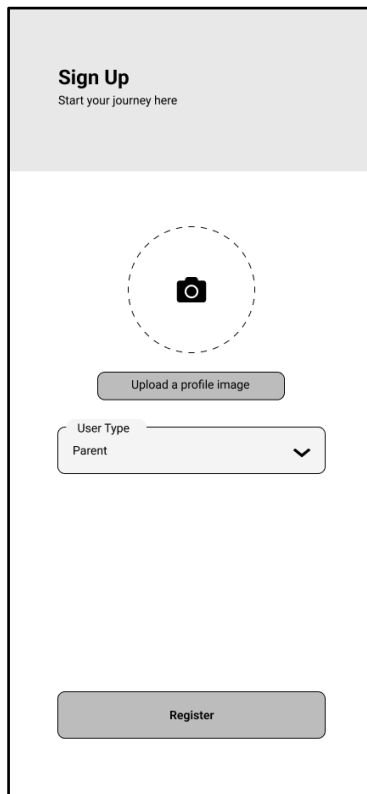 Sign Up
Start your journey here
Upload a profile image
User Type
Parent
Register